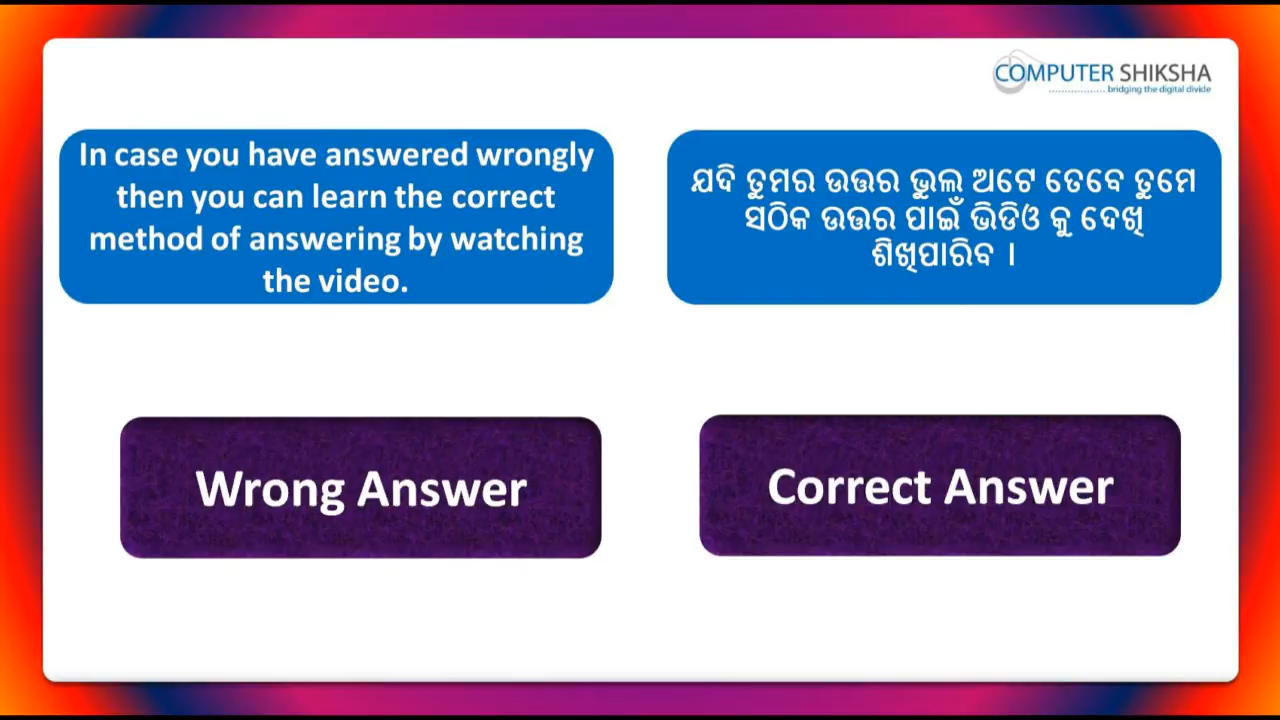 COMPUTER SHIKSHA
bridging the digital divide
In case you have answered wrongly
then you can learn the correct
method of answering by watching
the video.
ଯଦି ତୁମର ଉତ୍ତର ଭୁଲ ଅଟେ ତେବେ ତୁମେ
ସଠିକ ଉତ୍ତର ପାଇଁ ଭିଡିଓ କୁ ଦେଖି
ଶିଖିପାରିବ ।
Wrong Answer
Correct Answer